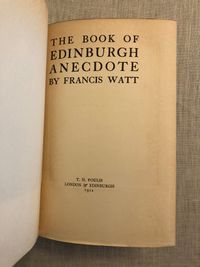 THE BOOK OF
EDINBURGH
ANECDOTE
BY FRANCIS WATT
T. N. FOULIS
LONDON & EDINBURGH
1912